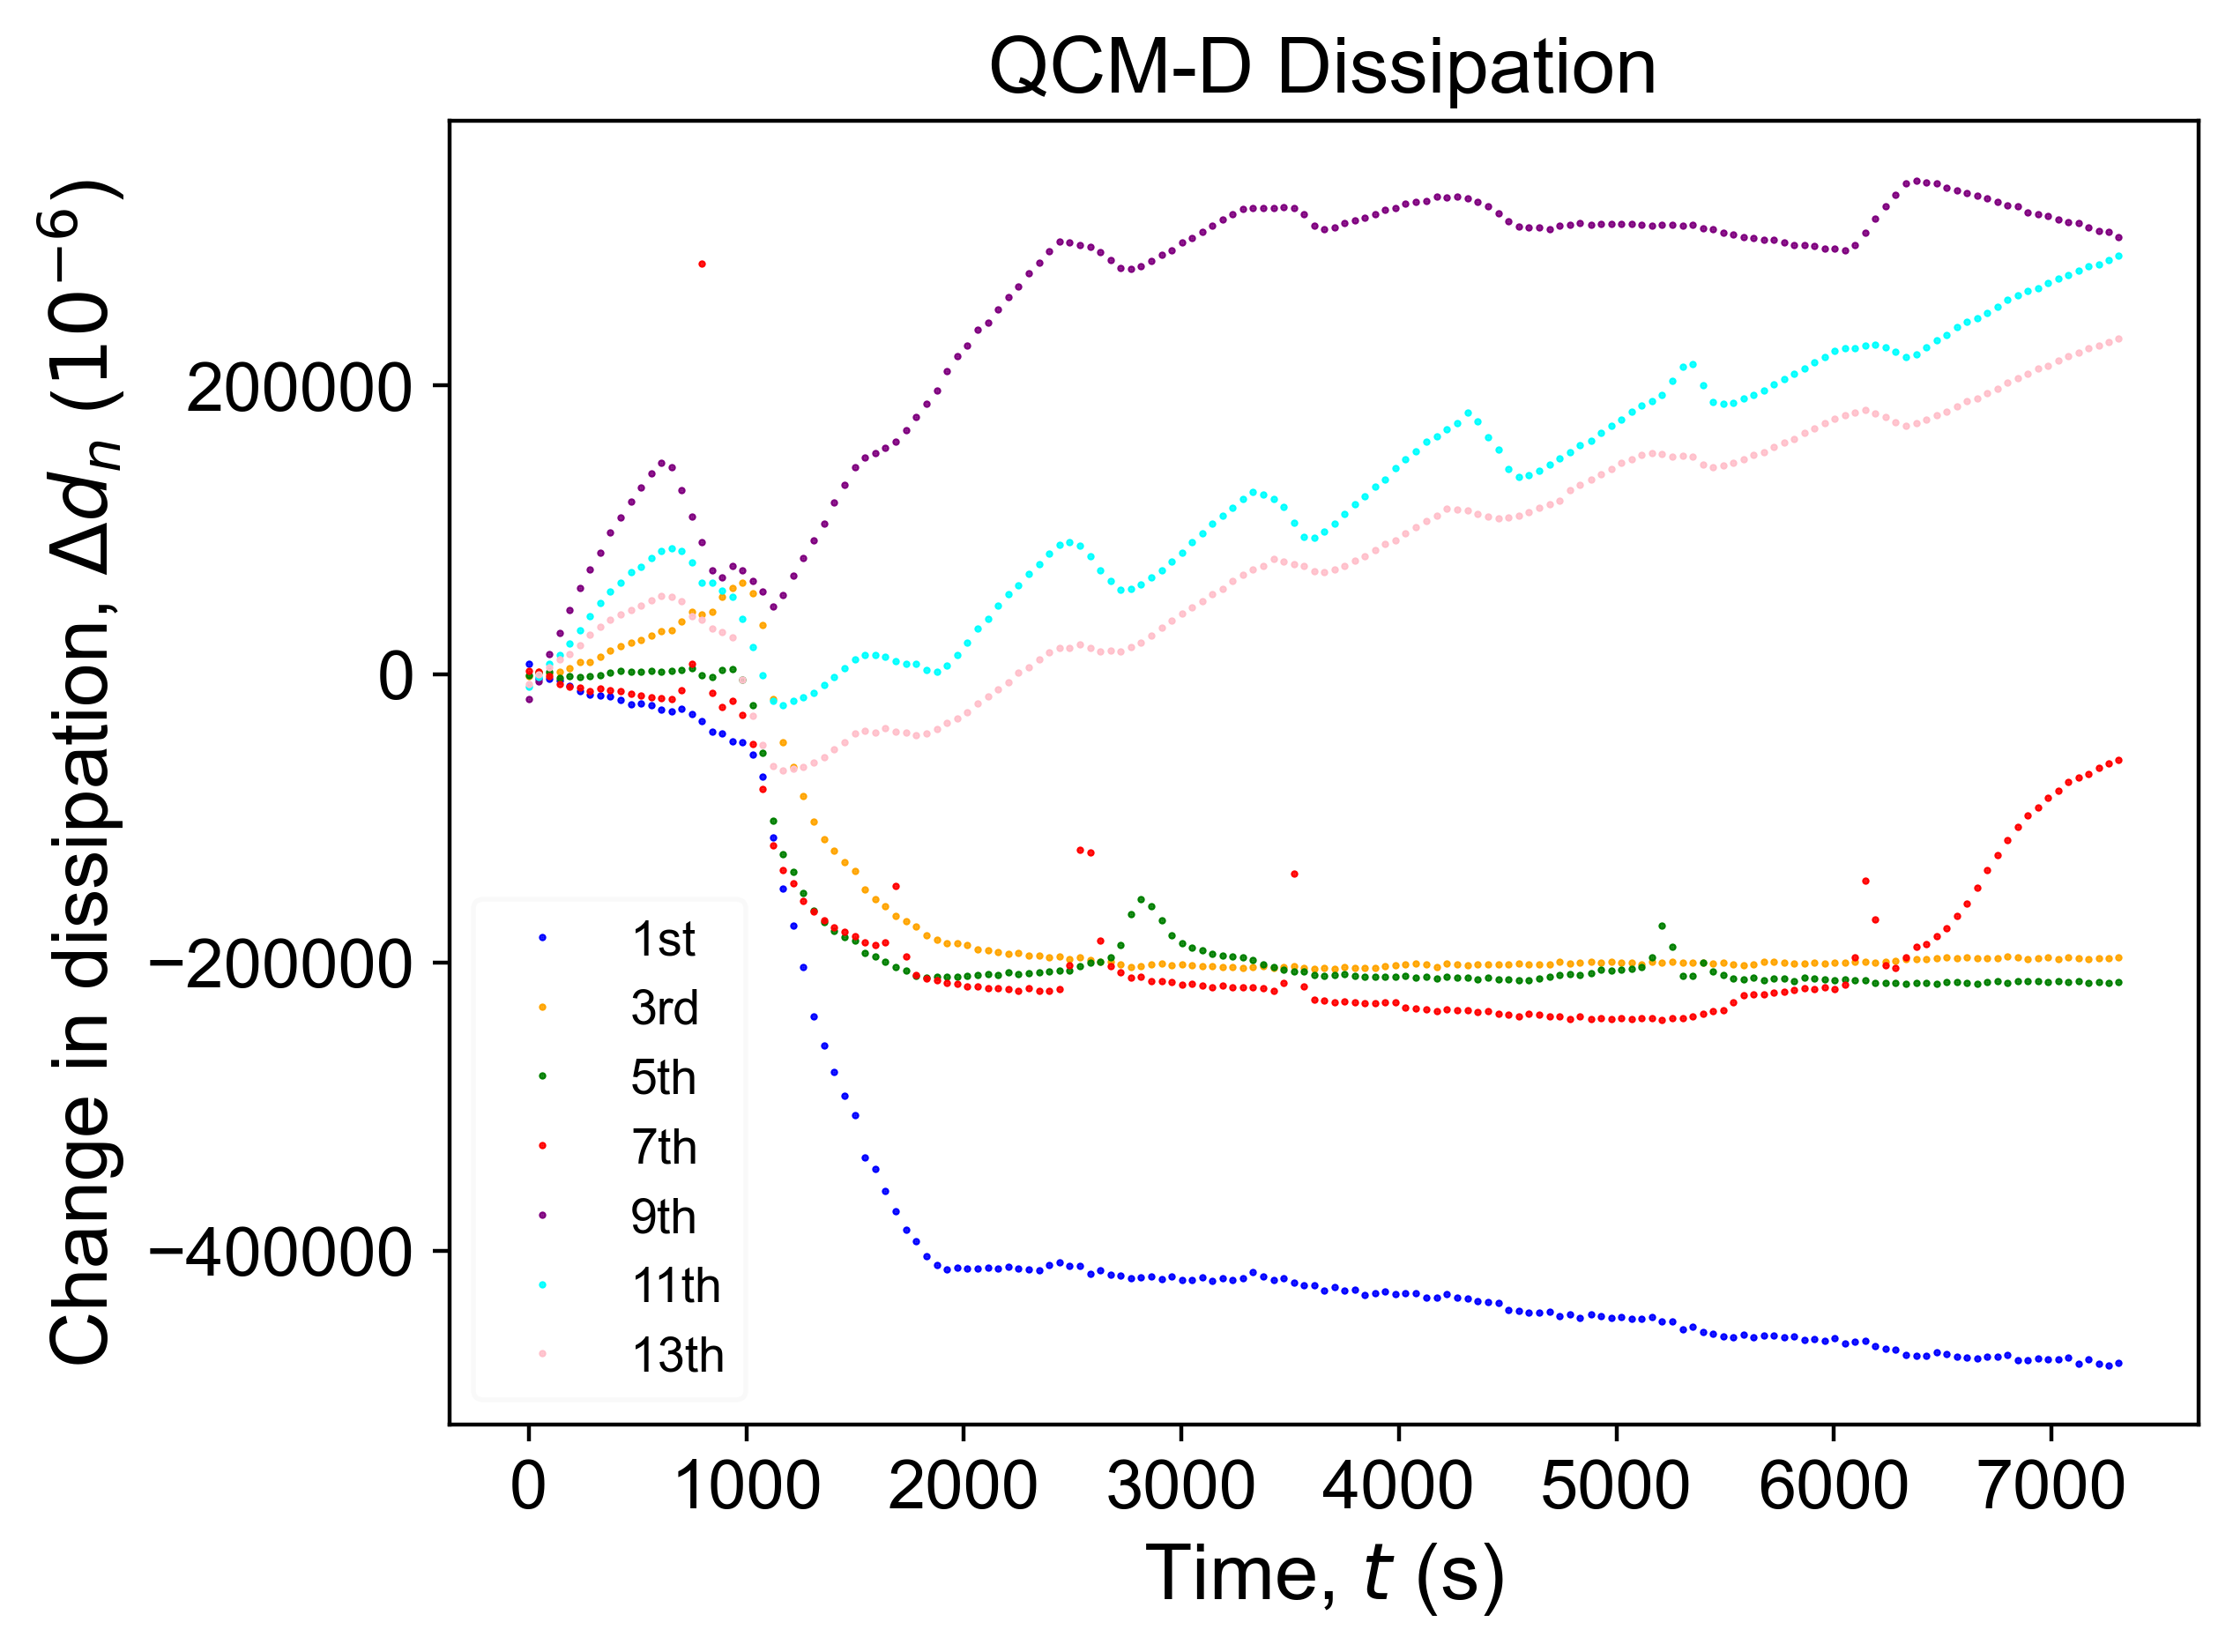 QCM-D Dissipation
Change in dissipation, Δdₙ (10⁻⁶)
200000
0
−200000
−400000
1st
3rd
5th
7th
9th
11th
13th
0 1000 2000 3000 4000 5000 6000 7000
Time, t (s)